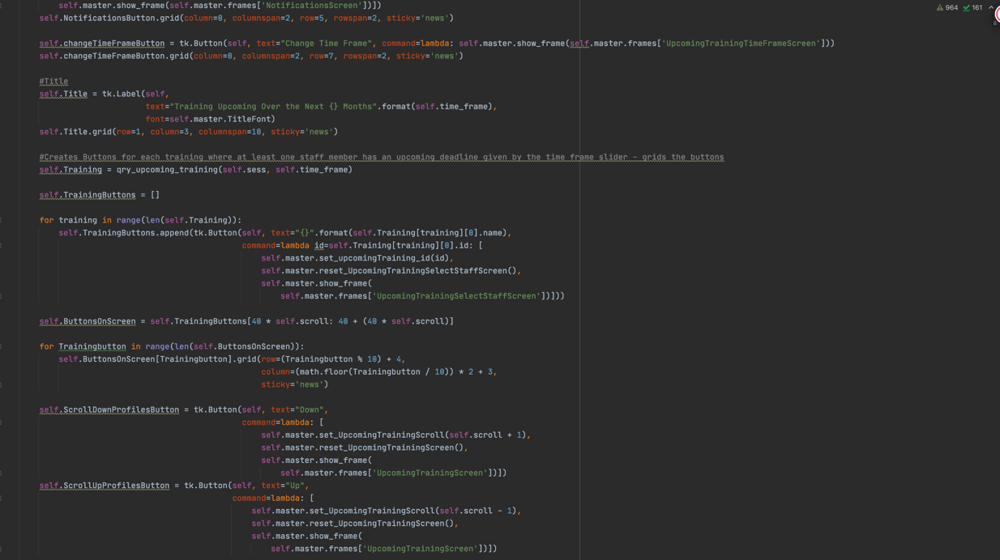 self.master.show_frame(self.master.frames['NotificationsScreen'])])
964 161
self.NotificationsButton.grid(column=0, columnspan=2, row=5, rowspan=2, sticky='news')
self.changeTimeFrameButton = tk.Button(self, text="Change Time Frame", command=lambda: self.master.show_frame(self.master.frames['UpcomingTrainingTimeFrameScreen']))
self.changeTimeFrameButton.grid(column=0, columnspan=2, row=7, rowspan=2, sticky='news')
#Title
self.Title = tk.Label(self,
text="Training Upcoming Over the Next {} Months".format(self.time_frame),
font=self.master.TitleFont)
self.Title.grid(row=1, column=3, columnspan=10, sticky='news')
#Creates Buttons for each training where at least one staff member has an upcoming deadline given by the time frame slider - grids the buttons
self.Training = qry_upcoming_training(self.sess, self.time_frame)
self.TrainingButtons = []
for training in range(len(self.Training)):
self.TrainingButtons.append(tk.Button(self, text="{}".format(self.Training[training][0].name),
command=lambda id=self.Training[training][0].id: [
self.master.set_upcomingTraining_id(id),
self.master.reset_UpcomingTrainingSelectStaffScreen(),
self.master.show_frame(
self.master.frames['UpcomingTrainingSelectStaffScreen'])]))
self.ButtonsOnScreen = self.TrainingButtons[40 * self.scroll: 40 + (40 * self.scroll)]
for Trainingbutton in range(len(self.ButtonsOnScreen)):
self.ButtonsOnScreen[Trainingbutton].grid(row=(Trainingbutton % 10) + 4,
column=(math.floor(Trainingbutton / 10)) * 2 + 3,
sticky='news')
self.ScrollDownProfilesButton = tk.Button(self, text="Down",
command=lambda: [
self.master.set_UpcomingTrainingScroll(self.scroll + 1),
self.master.reset_UpcomingTrainingScreen(),
self.master.show_frame(
self.master.frames['UpcomingTrainingScreen'])])
self.ScrollUpProfilesButton = tk.Button(self, text="Up",
command=lambda: [
self.master.set_UpcomingTrainingScroll(self.scroll - 1),
self.master.reset_UpcomingTrainingScreen(),
self.master.show_frame(
self.master.frames['UpcomingTrainingScreen'])])